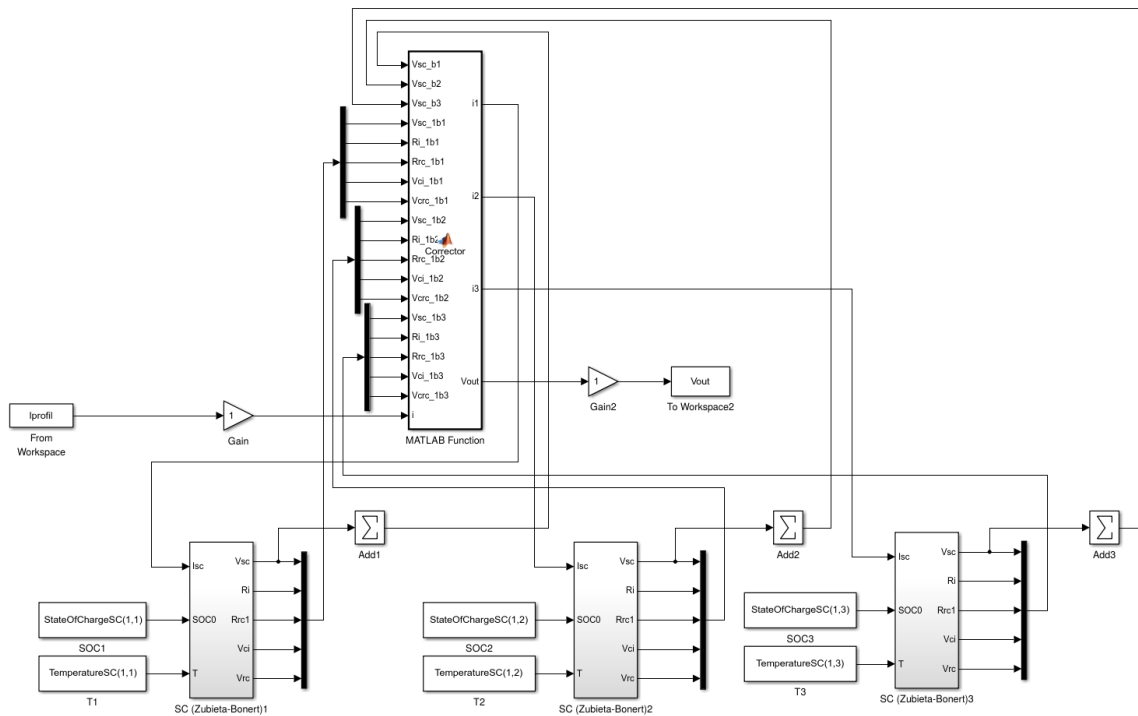 Vsc_b1
Vsc_b2
Vsc_b3
Vsc_1b1
Ri_1b1
Rrc_1b1
Vci_1b1
Vcrc_1b1
Vsc_1b2
Ri_1b2
Rrc_1b2
Vci_1b2
Vcrc_1b2
Vsc_1b3
Ri_1b3
Rrc_1b3
Vci_1b3
Vcrc_1b3
i
Corrector
i1
i2
i3
Vout
MATLAB Function
Iprofil
From
Workspace
1
Gain
1
Gain2
Vout
To Workspace2
Add1
Add2
Add3
StateOfChargeSC(1,1)
SOC1
TemperatureSC(1,1)
T1
Isc
SOC0
T
Vsc
Ri
Rrc1
Vci
Vrc
SC (Zubieta-Bonert)1
StateOfChargeSC(1,2)
SOC2
TemperatureSC(1,2)
T2
Isc
SOC0
T
Vsc
Ri
Rrc1
Vci
Vrc
SC (Zubieta-Bonert)2
StateOfChargeSC(1,3)
SOC3
TemperatureSC(1,3)
T3
Isc
SOC0
T
Vsc
Ri
Rrc1
Vci
Vrc
SC (Zubieta-Bonert)3